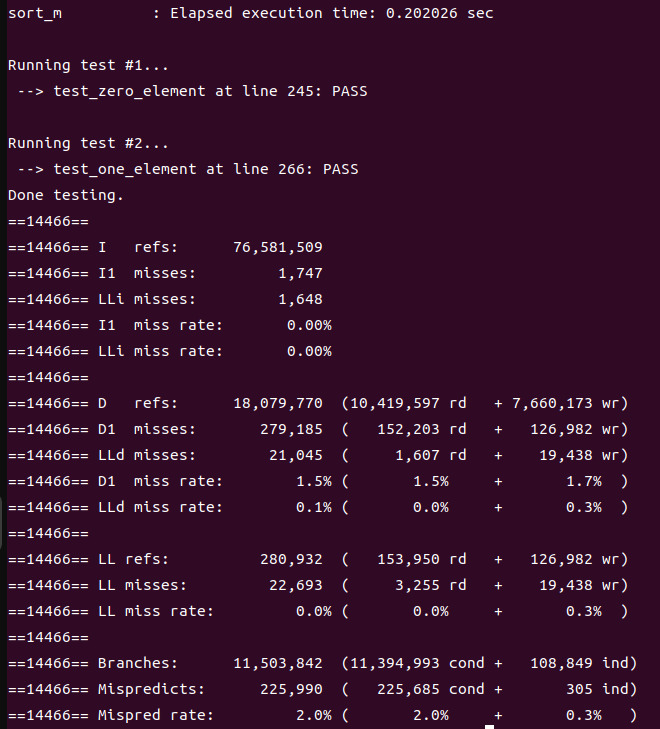 sort_m          : Elapsed execution time: 0.202026 sec

Running test #1...
 --> test_zero_element at line 245: PASS

Running test #2...
 --> test_one_element at line 266: PASS
Done testing.
==14466==
==14466== I   refs:      76,581,509
==14466== I1  misses:         1,747
==14466== LLi misses:         1,648
==14466== I1  miss rate:       0.00%
==14466== LLi miss rate:       0.00%
==14466==
==14466== D   refs:      18,079,770  (10,419,597 rd   + 7,660,173 wr)
==14466== D1  misses:       279,185  (   152,203 rd   +   126,982 wr)
==14466== LLd misses:        21,045  (     1,607 rd   +    19,438 wr)
==14466== D1  miss rate:        1.5% (       1.5%     +       1.7%  )
==14466== LLd miss rate:        0.1% (       0.0%     +       0.3%  )
==14466==
==14466== LL refs:          280,932  (   153,950 rd   +   126,982 wr)
==14466== LL misses:         22,693  (     3,255 rd   +    19,438 wr)
==14466== LL miss rate:         0.0% (       0.0%     +       0.3%  )
==14466==
==14466== Branches:      11,503,842  (11,394,993 cond +   108,849 ind)
==14466== Mispredicts:      225,990  (   225,685 cond +       305 ind)
==14466== Mispred rate:         2.0% (       2.0%     +       0.3%   )